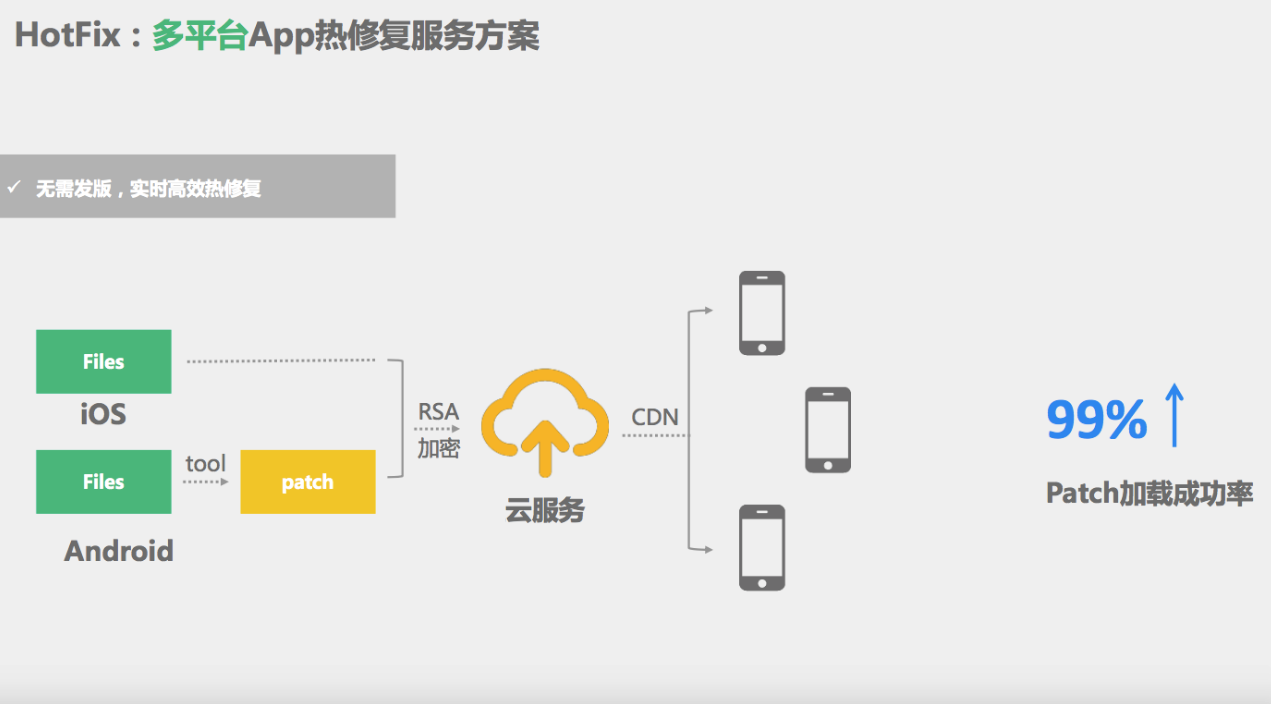 HotFix：多平台App热修复服务方案
✓ 无需发版，实时高效热修复
Files
iOS
Files
Android
tool
patch
RSA
加密
云服务
CDN
99%↑
Patch加载成功率